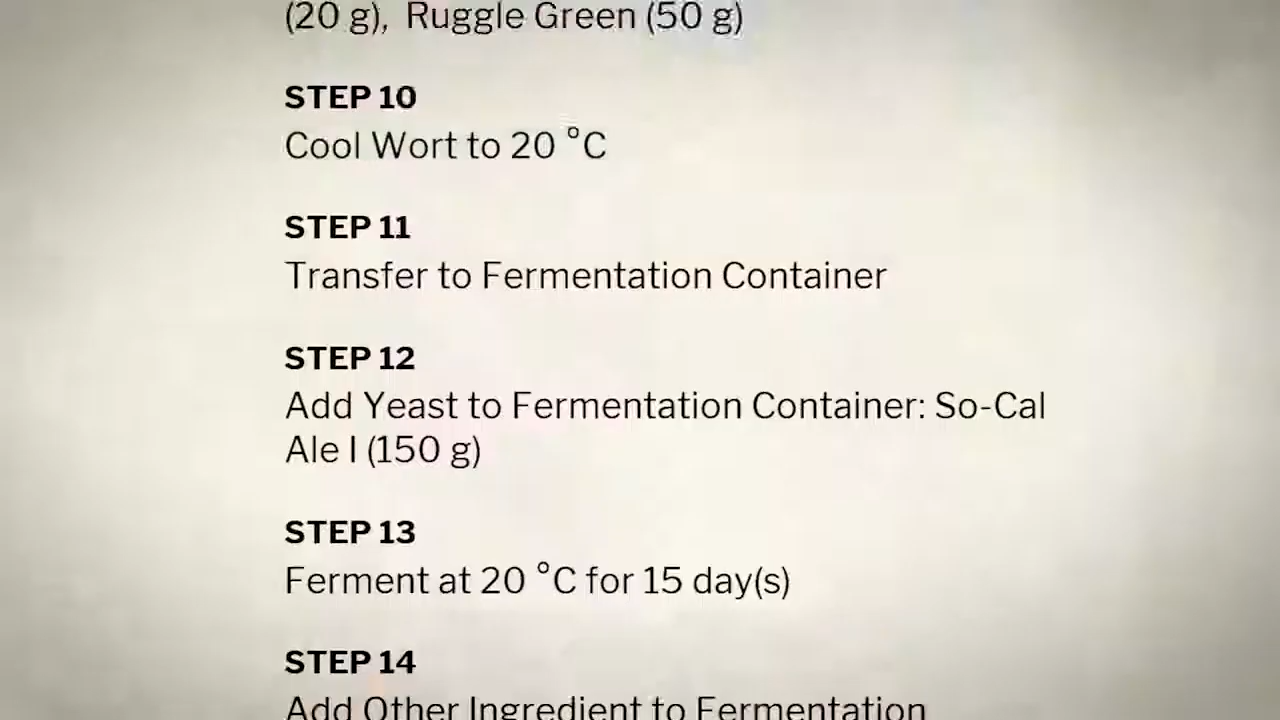 (20 g),  Ruggle Green (50 g)
STEP 10
Cool Wort to 20 °C
STEP 11
Transfer to Fermentation Container
STEP 12
Add Yeast to Fermentation Container: So-Cal
Ale I (150 g)
STEP 13
Ferment at 20 °C for 15 day(s)
STEP 14
Add Other Ingredient to Fermentation